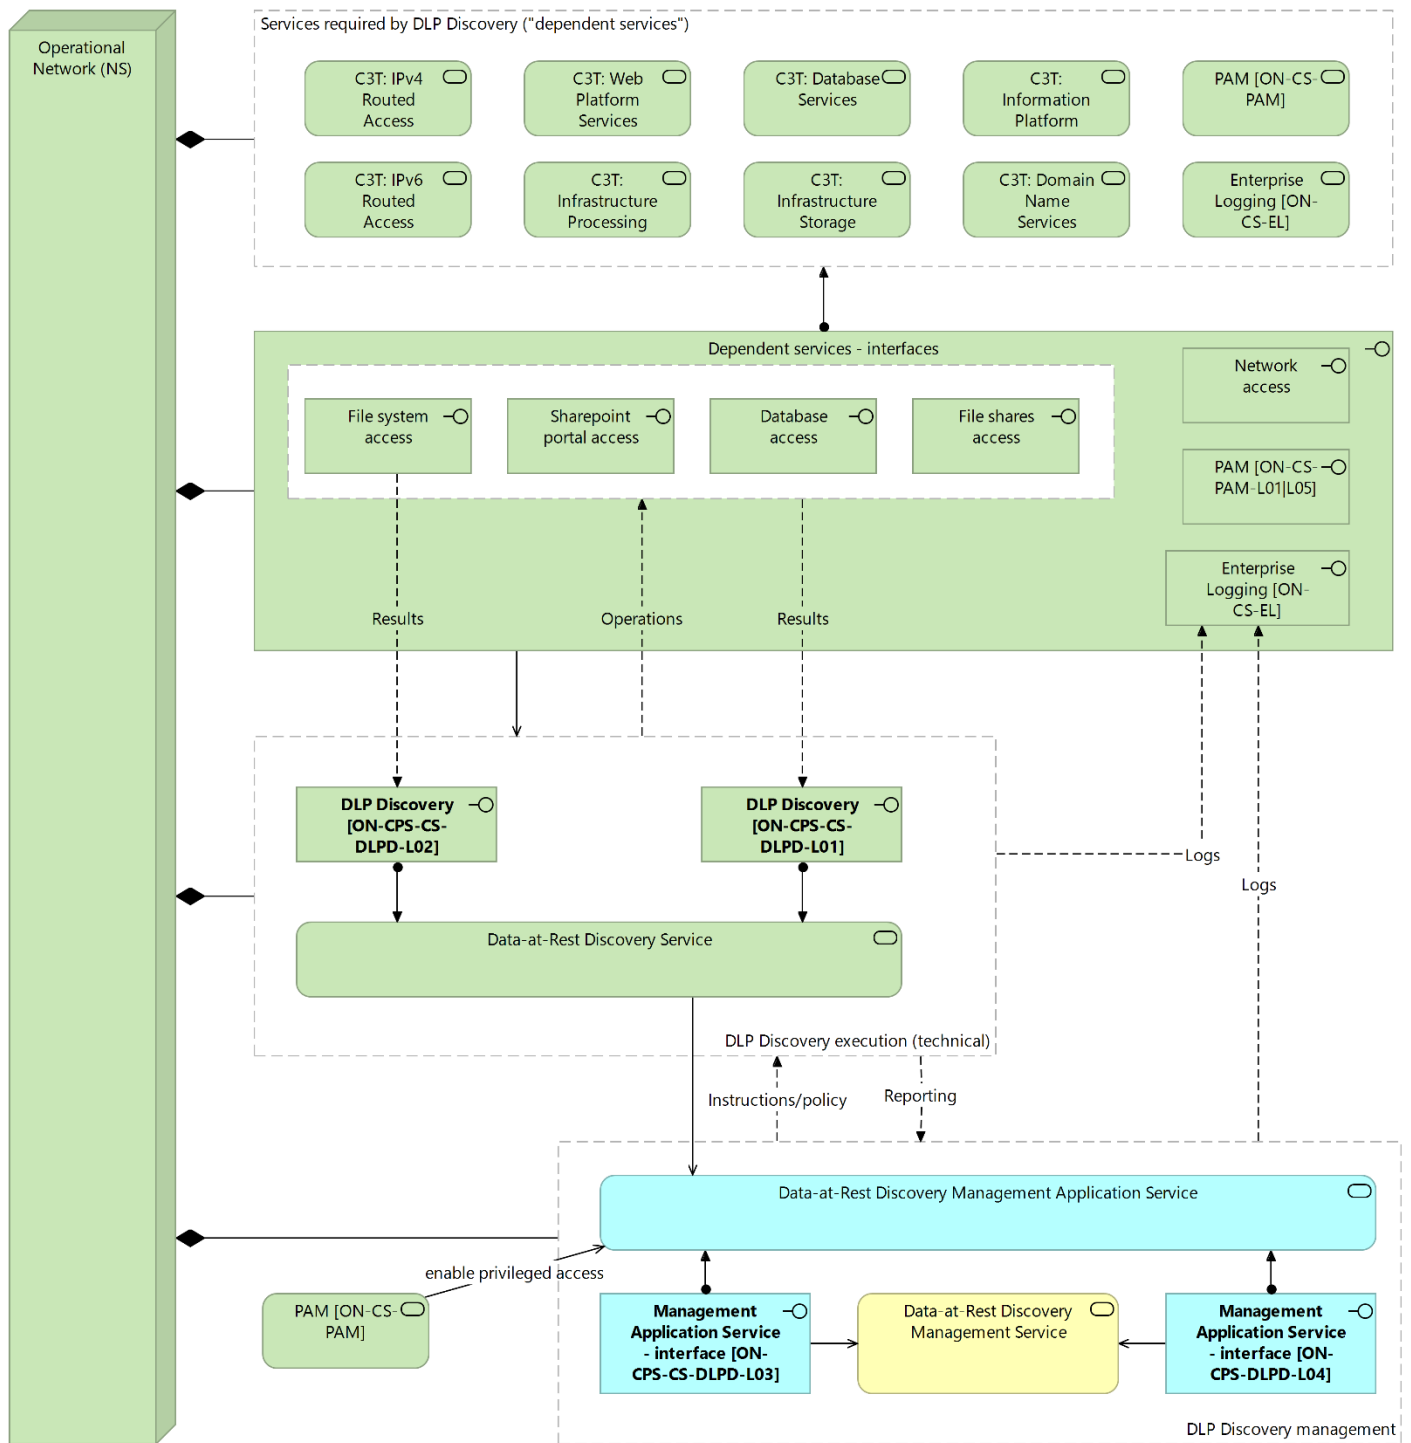 Operational
Network (NS)
Services required by DLP Discovery ("dependent services")
C3T: IPv4
Routed
Access
C3T: Web
Platform
Services
C3T: Database
Services
C3T:
Information
Platform
PAM [ON-CS-
PAM]
C3T: IPv6
Routed
Access
C3T:
Infrastructure
Processing
C3T:
Infrastructure
Storage
C3T: Domain
Name
Services
Enterprise
Logging [ON-
CS-EL]
Dependent services - interfaces
File system
access
Sharepoint
portal access
Database
access
File shares
access
Network
access
PAM [ON-CS-
PAM-L01|L05]
Enterprise
Logging [ON-
CS-EL]
Results
Operations
Results
DLP Discovery
[ON-CPS-CS-
DLPD-L02]
DLP Discovery
[ON-CPS-CS-
DLPD-L01]
Logs
Logs
Data-at-Rest Discovery Service
DLP Discovery execution (technical)
Instructions/policy
Reporting
Data-at-Rest Discovery Management Application Service
enable privileged access
PAM [ON-CS-
PAM]
Management
Application Service
- interface [ON-
CPS-CS-DLPD-L03]
Data-at-Rest Discovery
Management Service
Management
Application Service
- interface [ON-
CPS-DLPD-L04]
DLP Discovery management